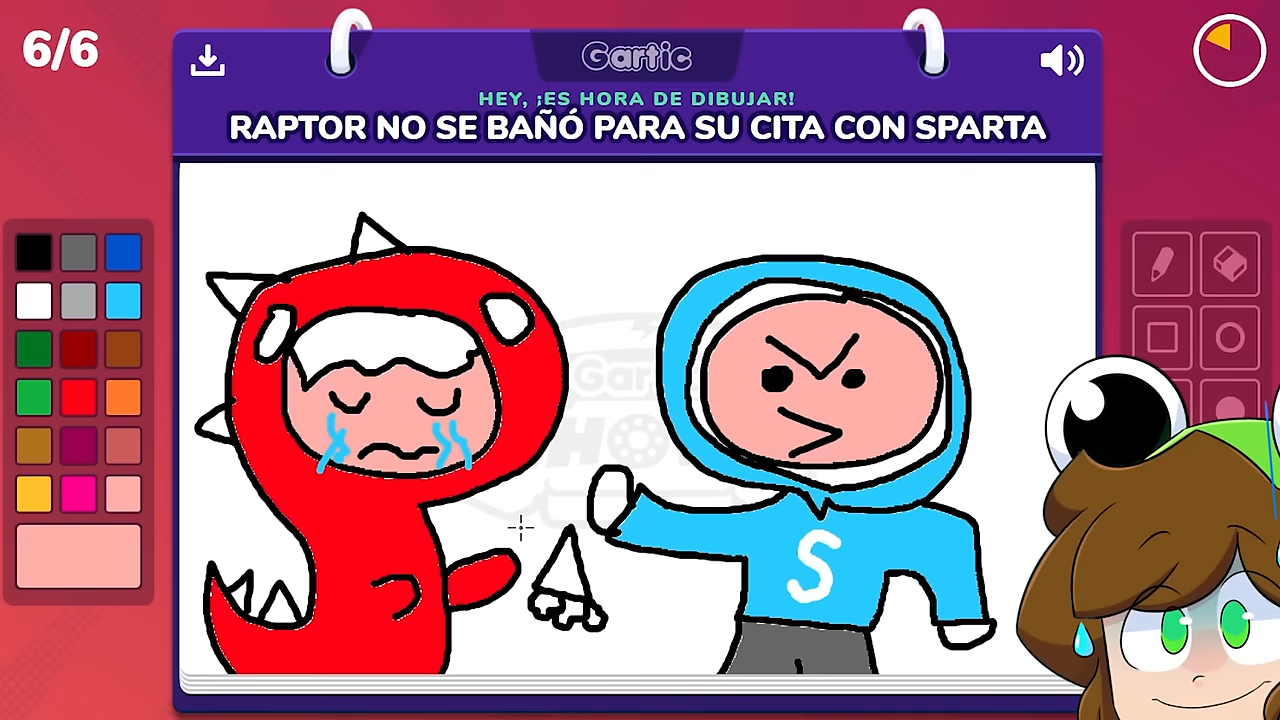 6/6
Gartic
HEY, ¡ES HORA DE DIBUJAR!
RAPTOR NO SE BAÑÓ PARA SU CITA CON SPARTA
S